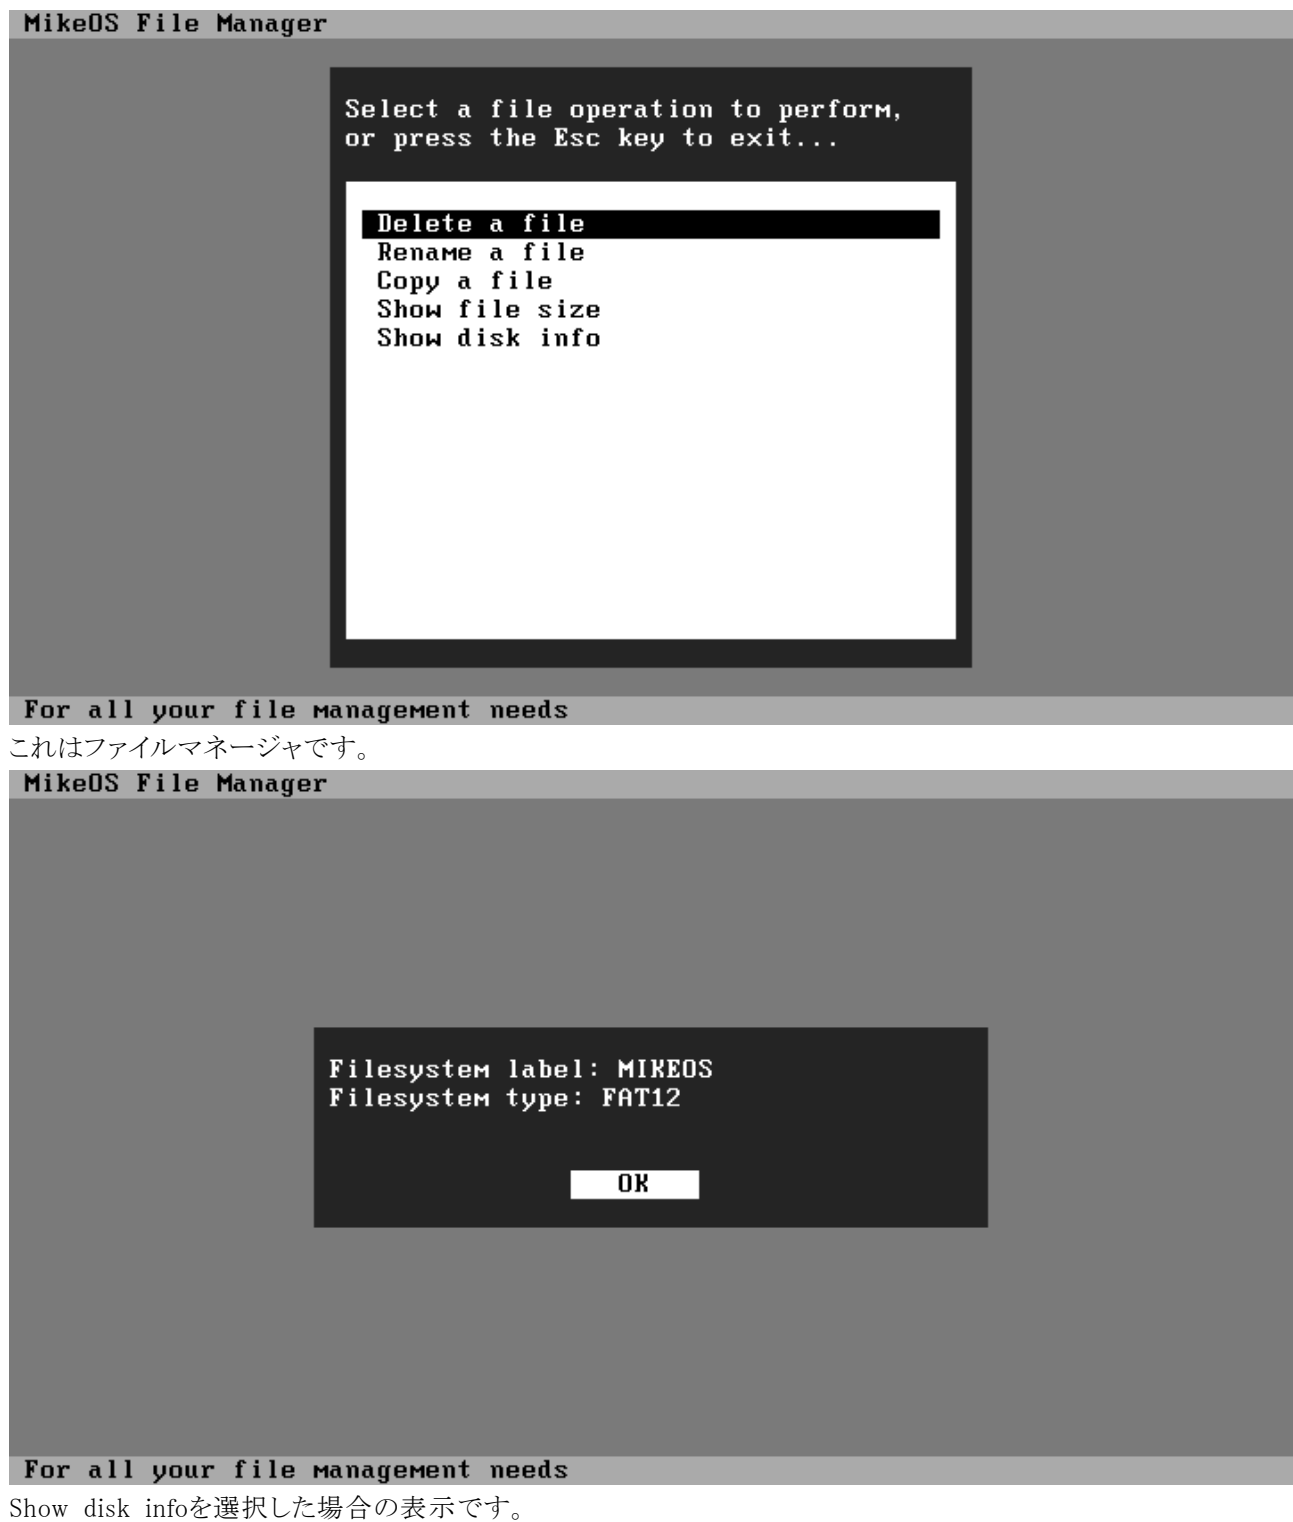 MikeOS File Manager
Select a file operation to perform,
or press the Esc key to exit...
Delete a file
Rename a file
Copy a file
Show file size
Show disk info
For all your file management needs
これはファイルマネージャです。
MikeOS File Manager
Filesystem label: MIKEOS
Filesystem type: FAT12
OK
For all your file management needs
Show disk infoを選択した場合の表示です。